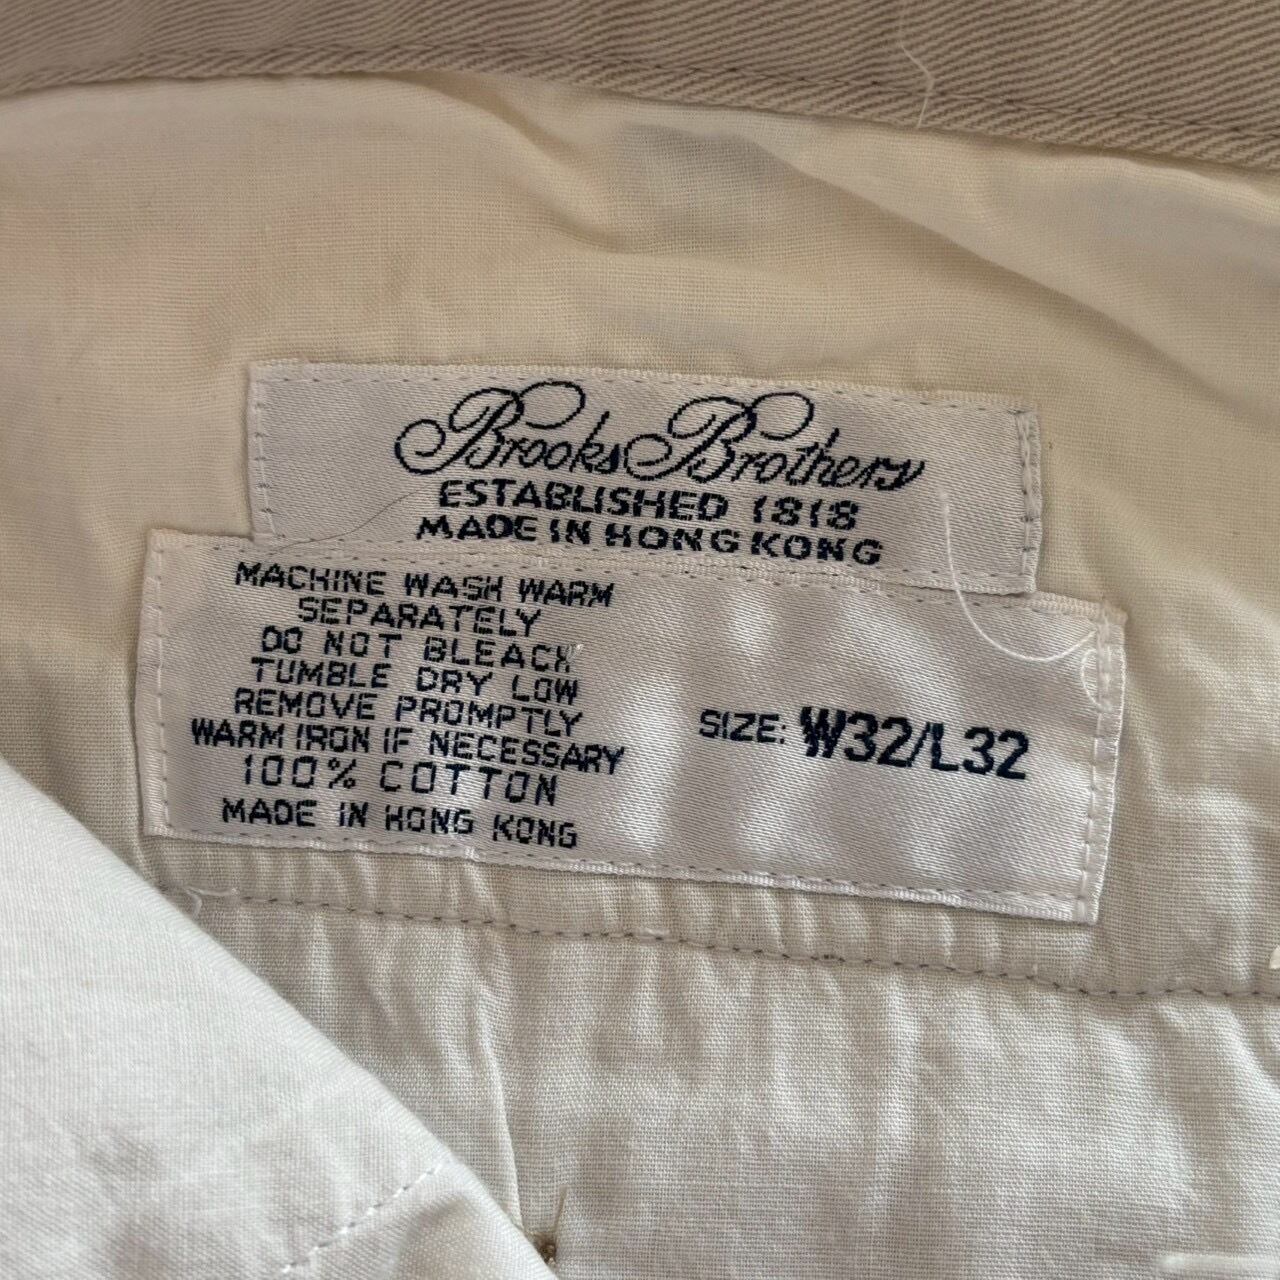 Brooks Brothers
ESTABLISHED 1818
MADE IN HONG KONG
MACHINE WASH WARM
SEPARATELY
DO NOT BLEACH
TUMBLE DRY LOW
REMOVE PROMPTLY
WARM IRON IF NECESSARY
100% COTTON
MADE IN HONG KONG
SIZE: W32/L32